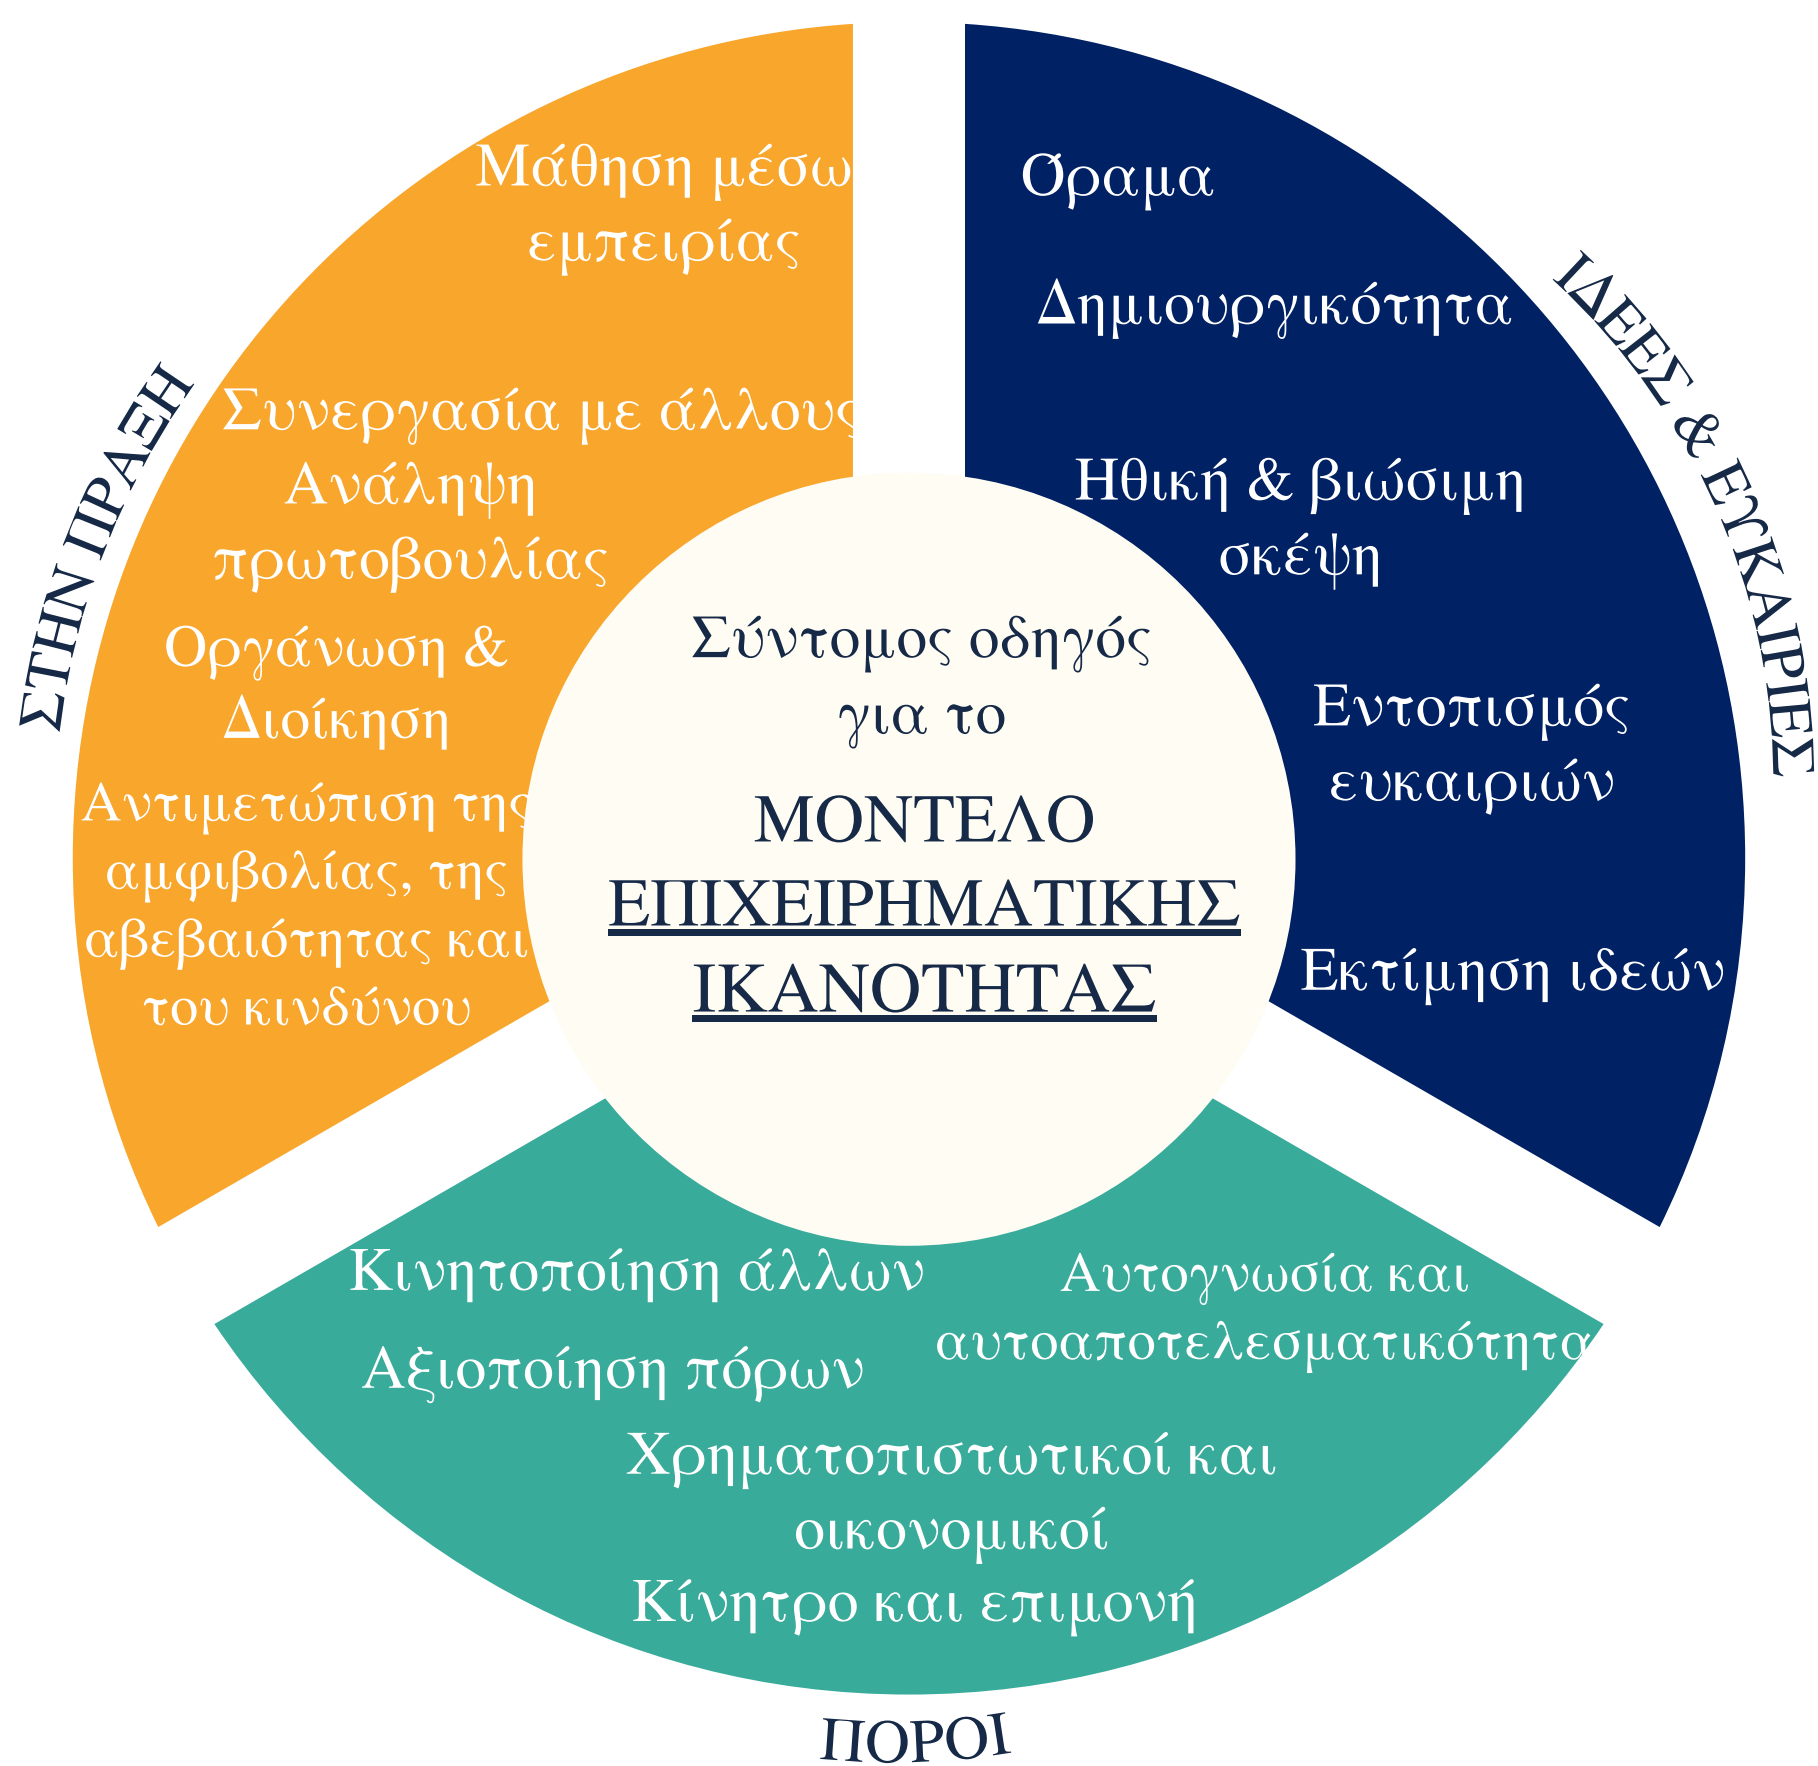 Μάθηση μέσω
εμπειρίας
Συνεργασία με άλλους
Ανάληψη
πρωτοβουλίας
Οργάνωση &
Διοίκηση
Αντιμετώπιση της
αμφιβολίας, της
αβεβαιότητας και
του κινδύνου
ΣΤΗΝ ΠΡΑΞΗ
Όραμα
Δημιουργικότητα
Ηθική & βιώσιμη
σκέψη
Εντοπισμός
ευκαιριών
Εκτίμηση ιδεών
ΙΔΕΕΣ & ΕΥΚΑΙΡΙΕΣ
Σύντομος οδηγός
για το
ΜΟΝΤΕΛΟ
ΕΠΙΧΕΙΡΗΜΑΤΙΚΗΣ
ΙΚΑΝΟΤΗΤΑΣ
Κινητοποίηση άλλων
Αξιοποίηση πόρων
Αυτογνωσία και
αυτοαποτελεσματικότητα
Χρηματοπιστωτικοί και
οικονομικοί
Κίνητρο και επιμονή
ΠΟΡΟΙ